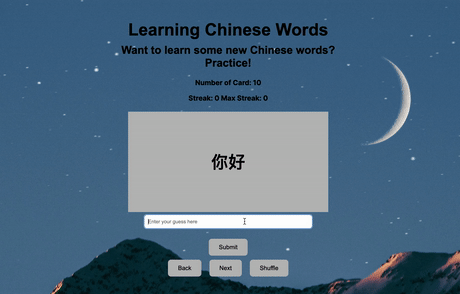 Learning Chinese Words
Want to learn some new Chinese words?
Practice!
Number of Card: 10
Streak: 0 Max Streak: 0
你好
Enter your guess here
Submit
Back
Next
Shuffle